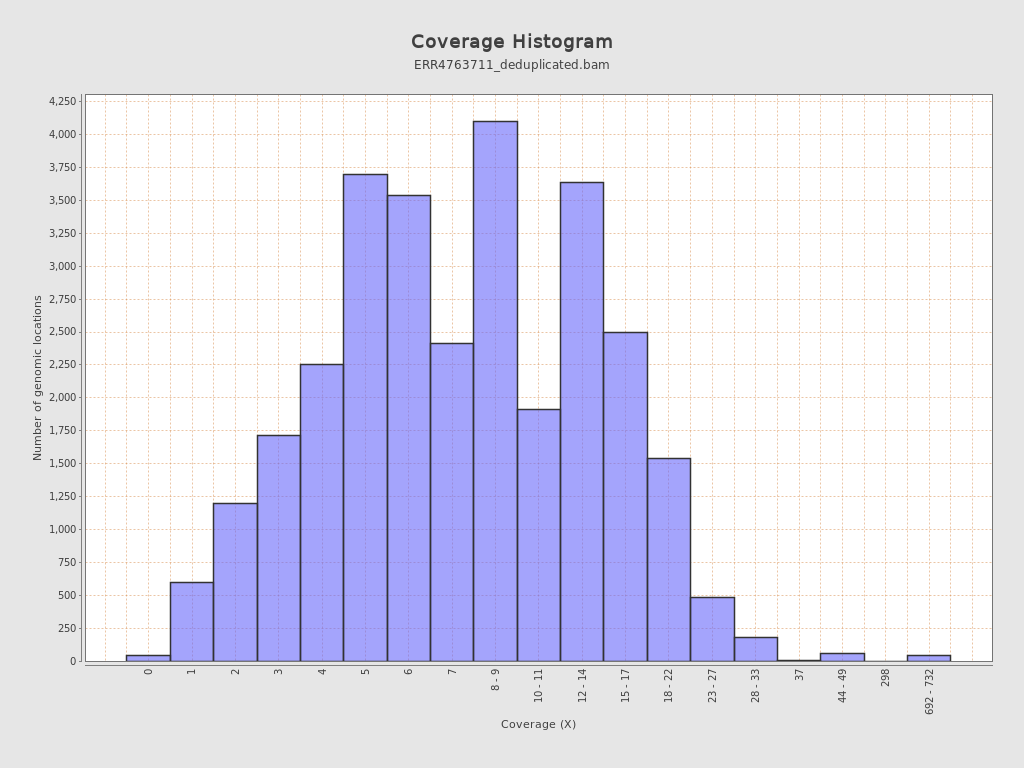 Coverage Histogram
ERR4763711_deduplicated.bam
Number of genomic locations
4,250
4,000
3,750
3,500
3,250
3,000
2,750
2,500
2,250
2,000
1,750
1,500
1,250
1,000
750
500
250
0
0
1
2
3
4
5
6
7
8 - 9
10 - 11
12 - 14
15 - 17
18 - 22
23 - 27
28 - 33
37
44 - 49
298
692 - 732
Coverage (X)